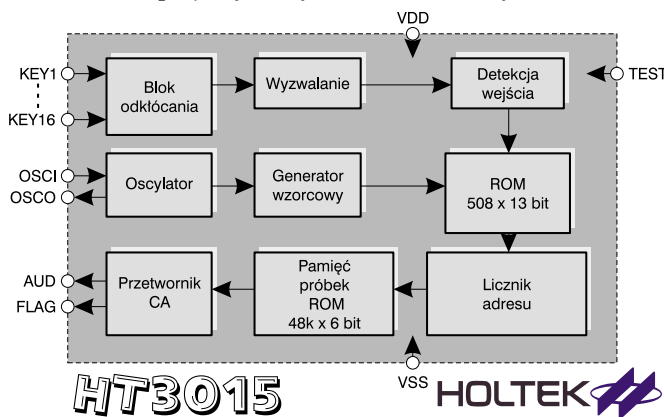 VDD
KEY1
KEY16
Blok
odkłócania
Wyzwalanie
Detekcja
wejścia
TEST
OSCI
OSCO
Oscylator
Generator
wzorcowy
ROM
508 x 13 bit
AUD
FLAG
Przetwornik
CA
Pamięć
próbek
ROM
48k x 6 bit
Licznik
adresu
VSS
HT3015
HOLTEK